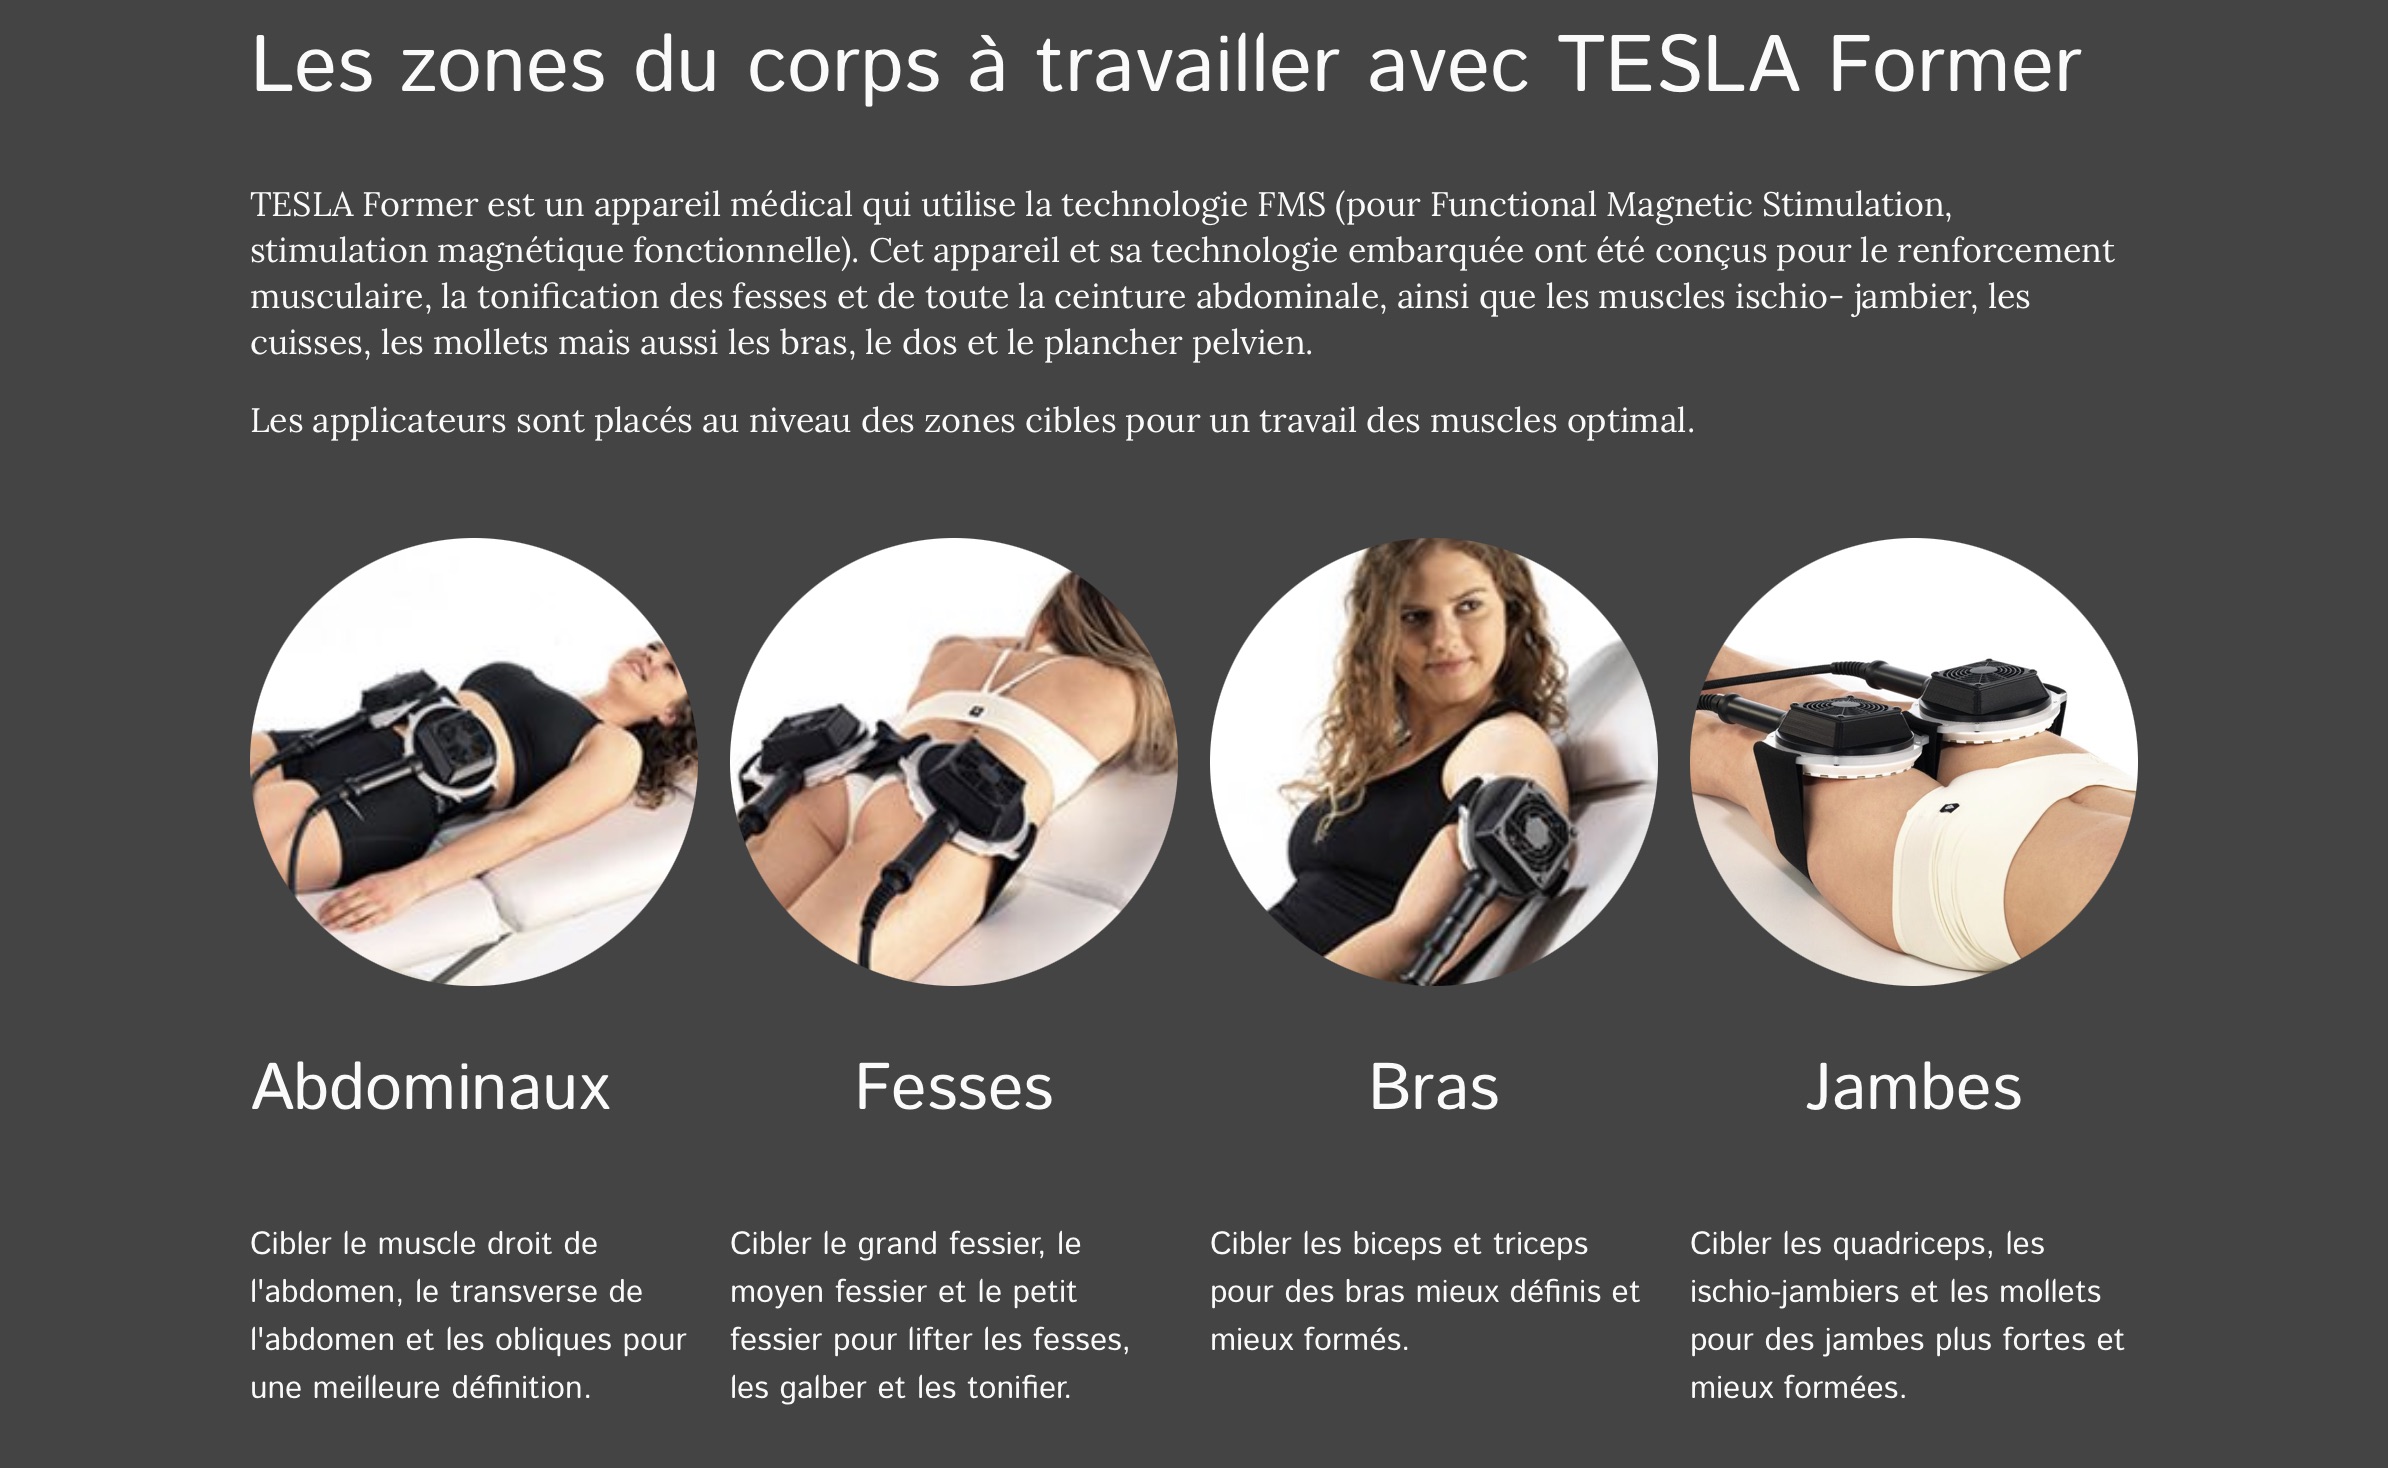 Les zones du corps à travailler avec TESLA Former
TESLA Former est un appareil médical qui utilise la technologie FMS (pour Functional Magnetic Stimulation,
stimulation magnétique fonctionnelle). Cet appareil et sa technologie embarquée ont été conçus pour le renforcement
musculaire, la tonification des fesses et de toute la ceinture abdominale, ainsi que les muscles ischio- jambier, les
cuisses, les mollets mais aussi les bras, le dos et le plancher pelvien.
Les applicateurs sont placés au niveau des zones cibles pour un travail des muscles optimal.
Abdominaux
Cibler le muscle droit de
l'abdomen, le transverse de
l'abdomen et les obliques pour
une meilleure définition.
Fesses
Cibler le grand fessier, le
moyen fessier et le petit
fessier pour lifter les fesses,
les galber et les tonifier.
Bras
Cibler les biceps et triceps
pour des bras mieux définis et
mieux formés.
Jambes
Cibler les quadriceps, les
ischio-jambiers et les mollets
pour des jambes plus fortes et
mieux formées.